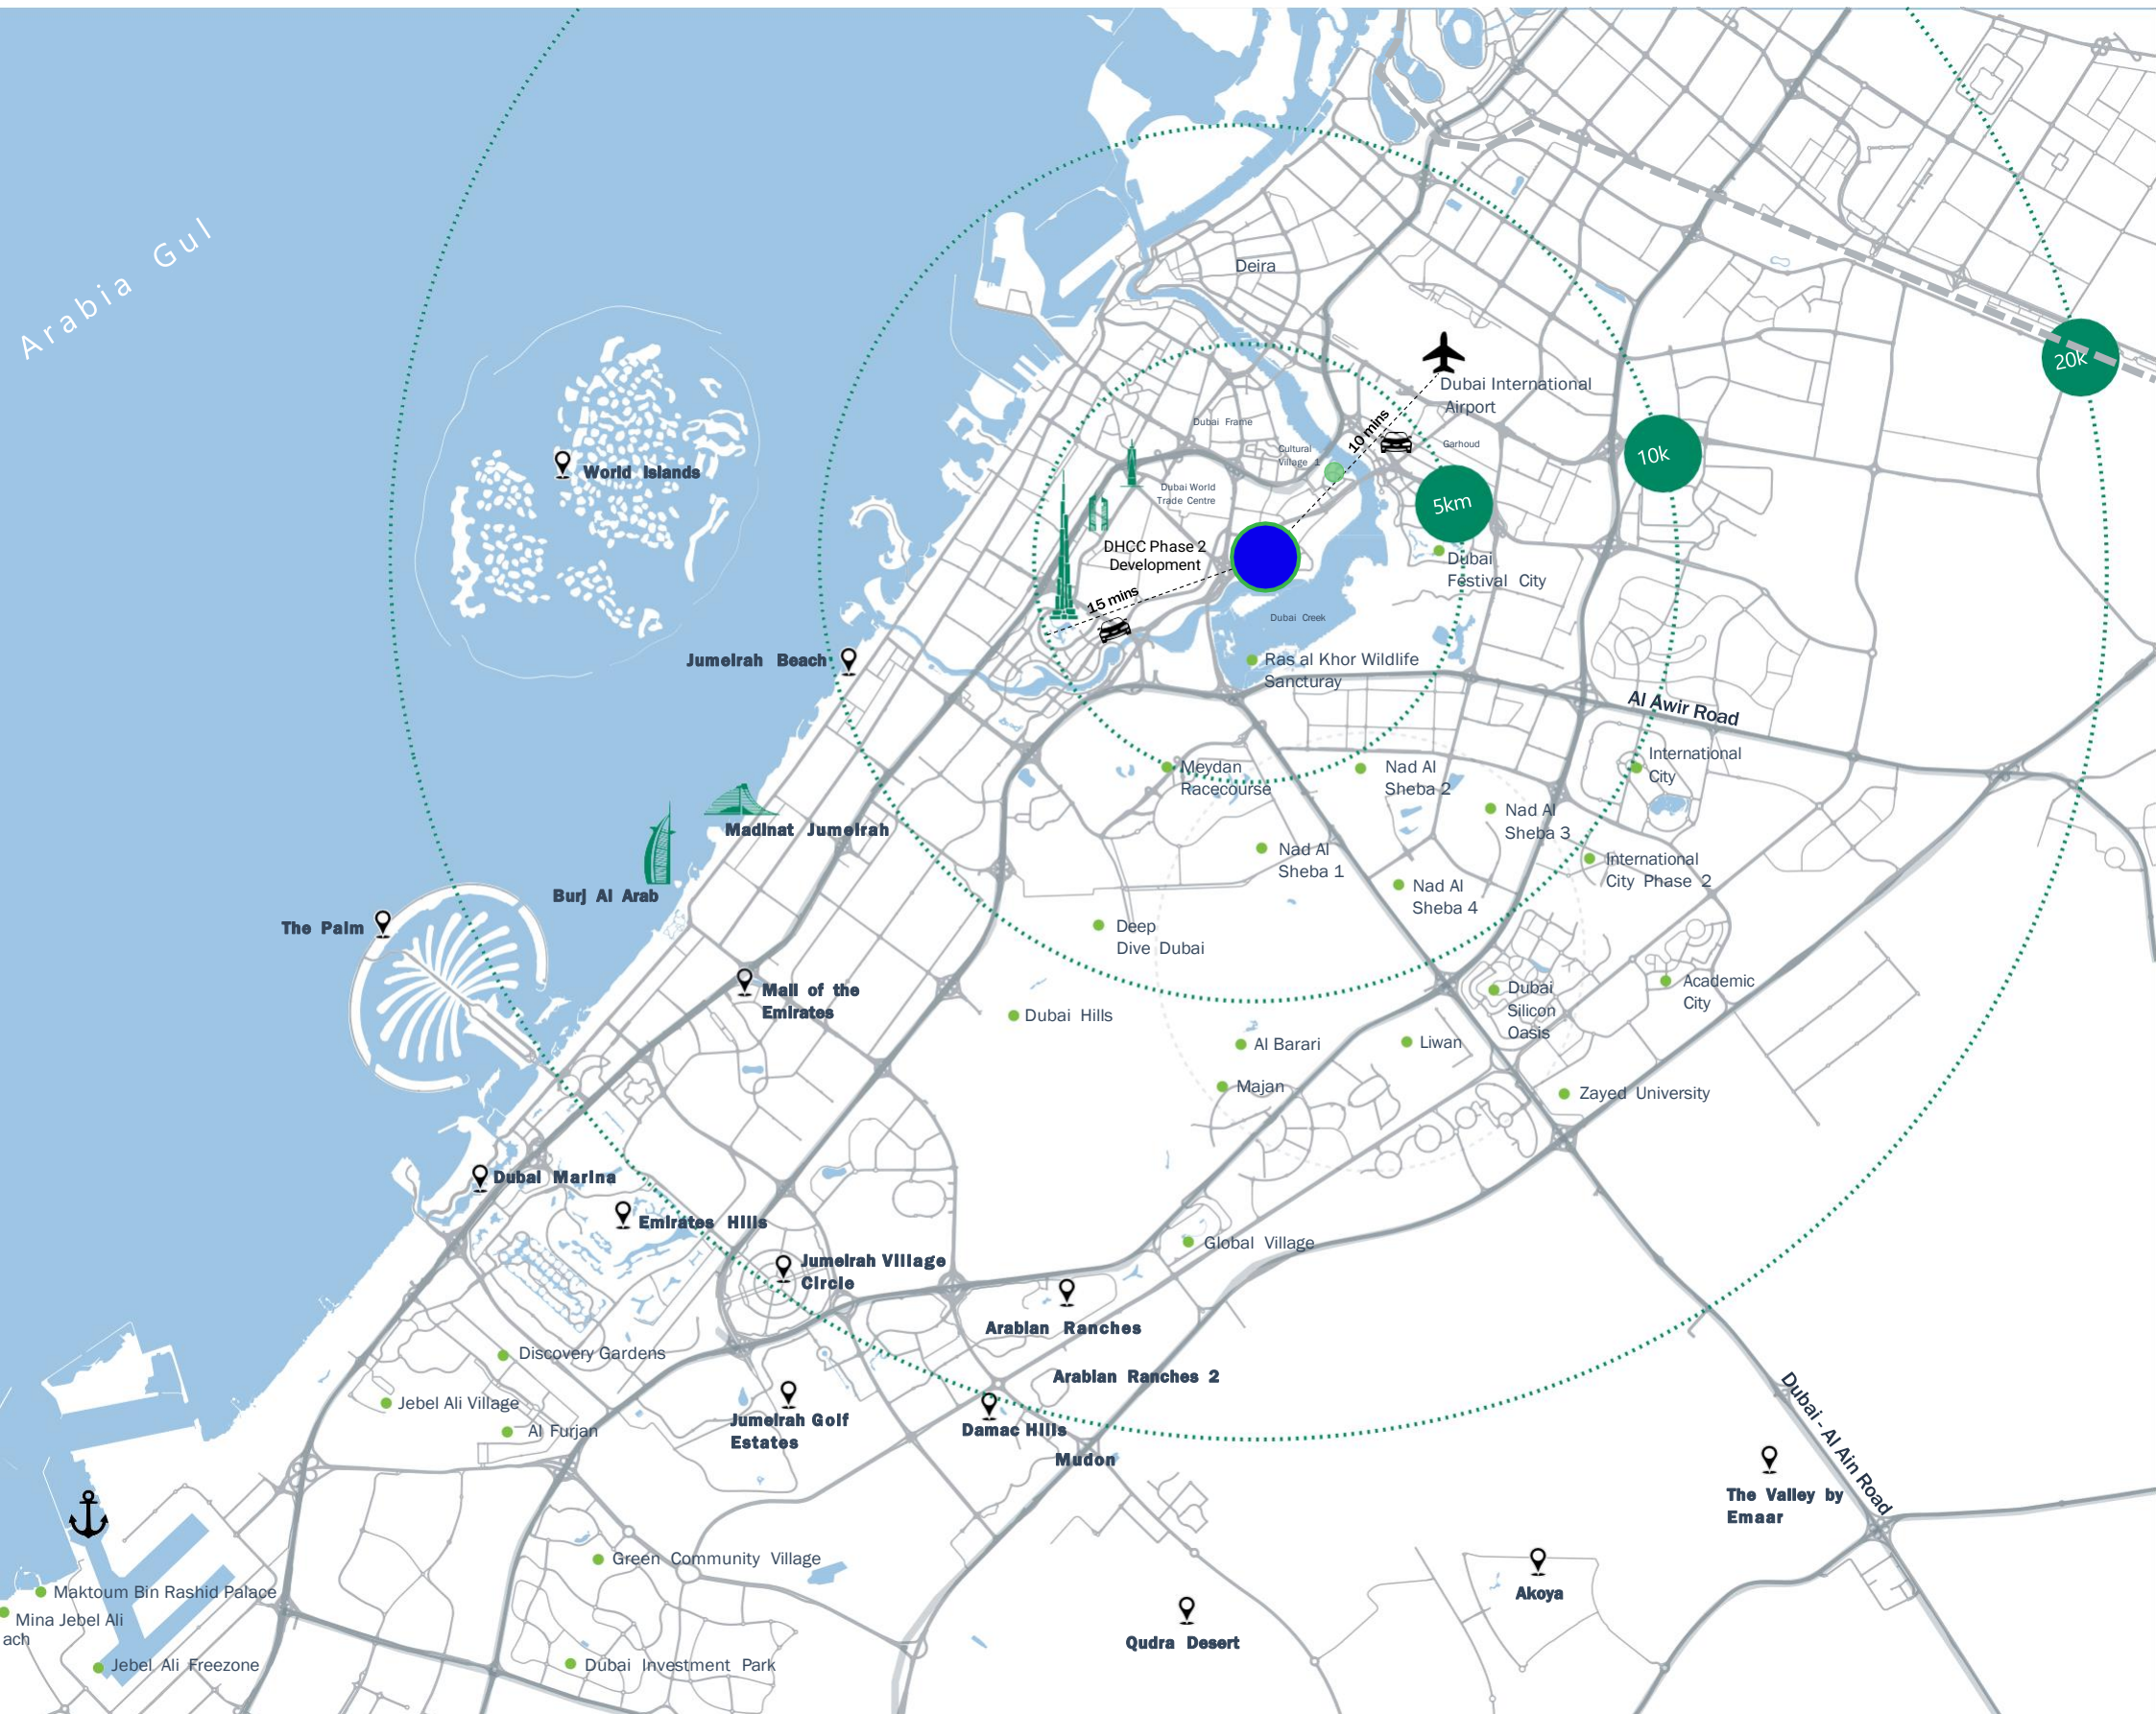 Arabia Gul
Deira
20k
Dubai International
Airport
10 mins
Dubai Frame
Garhoud
Cultural
Village 1
10k
World Islands
Dubai World
Trade Centre
5km
DHCC Phase 2
Development
Dubai
Festival City
15 mins
Dubai Creek
Jumeirah Beach
Ras al Khor Wildlife
Sancturay
Al Awir Road
International
City
Meydan
Racecourse
Nad Al
Sheba 2
Nad Al
Sheba 3
Madinat Jumeirah
Nad Al
Sheba 1
International
City Phase 2
Nad Al
Sheba 4
Burj Al Arab
The Palm
Deep
Dive Dubai
Mall of the
Emirates
Academic
City
Dubai
Silicon
Oasis
Dubai Hills
Al Barari
Liwan
Majan
Zayed University
Dubai Marina
Emirates Hills
Global Village
Jumeirah Village
Circle
Arabian Ranches
Discovery Gardens
Arabian Ranches 2
Jebel Ali Village
Jumeirah Golf
Estates
Al Furjan
Damac Hills
Mudon
Dubai - Al Ain Road
The Valley by
Emaar
Green Community Village
Akoya
Maktoum Bin Rashid Palace
Mina Jebel Ali
ach
Qudra Desert
Jebel Ali Freezone
Dubai Investment Park